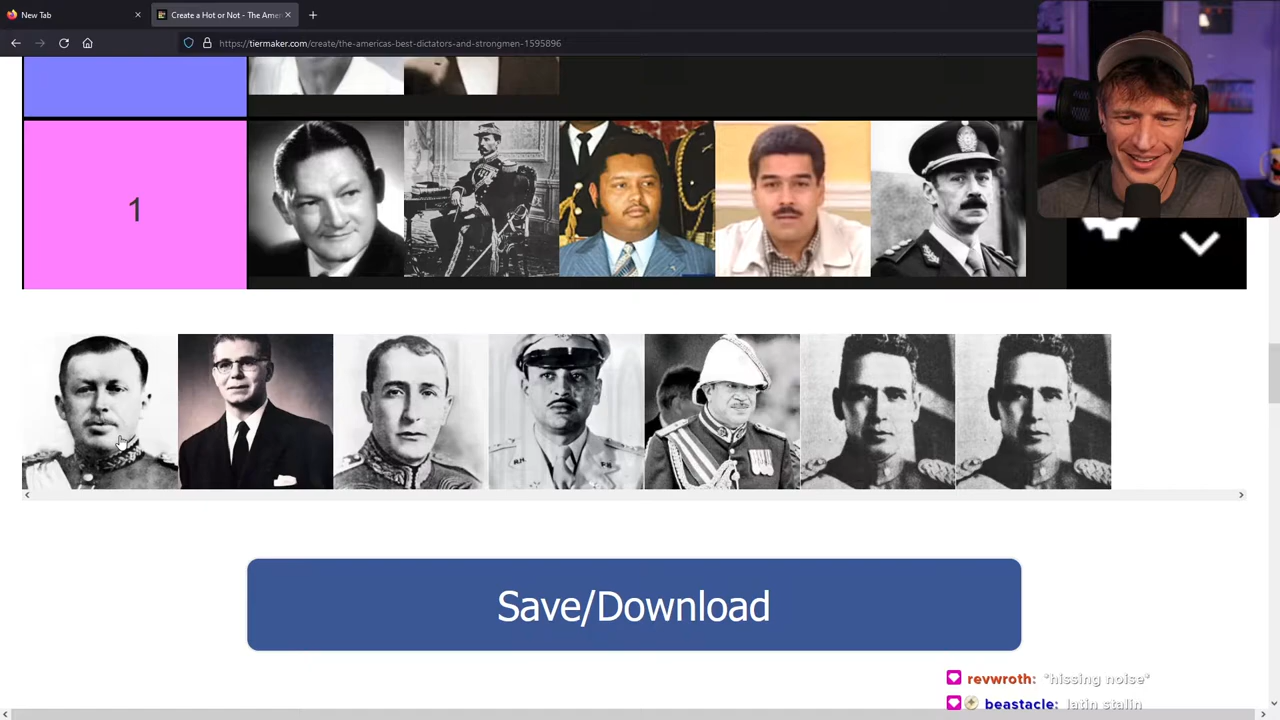 New Tab
Create a Hot or Not - The Amer
https://tiermaker.com/create/the-americas-best-dictators-and-strongmen-1595896
1
Save/Download
revwroth: *hissing noise*
beastacle: latin stalin